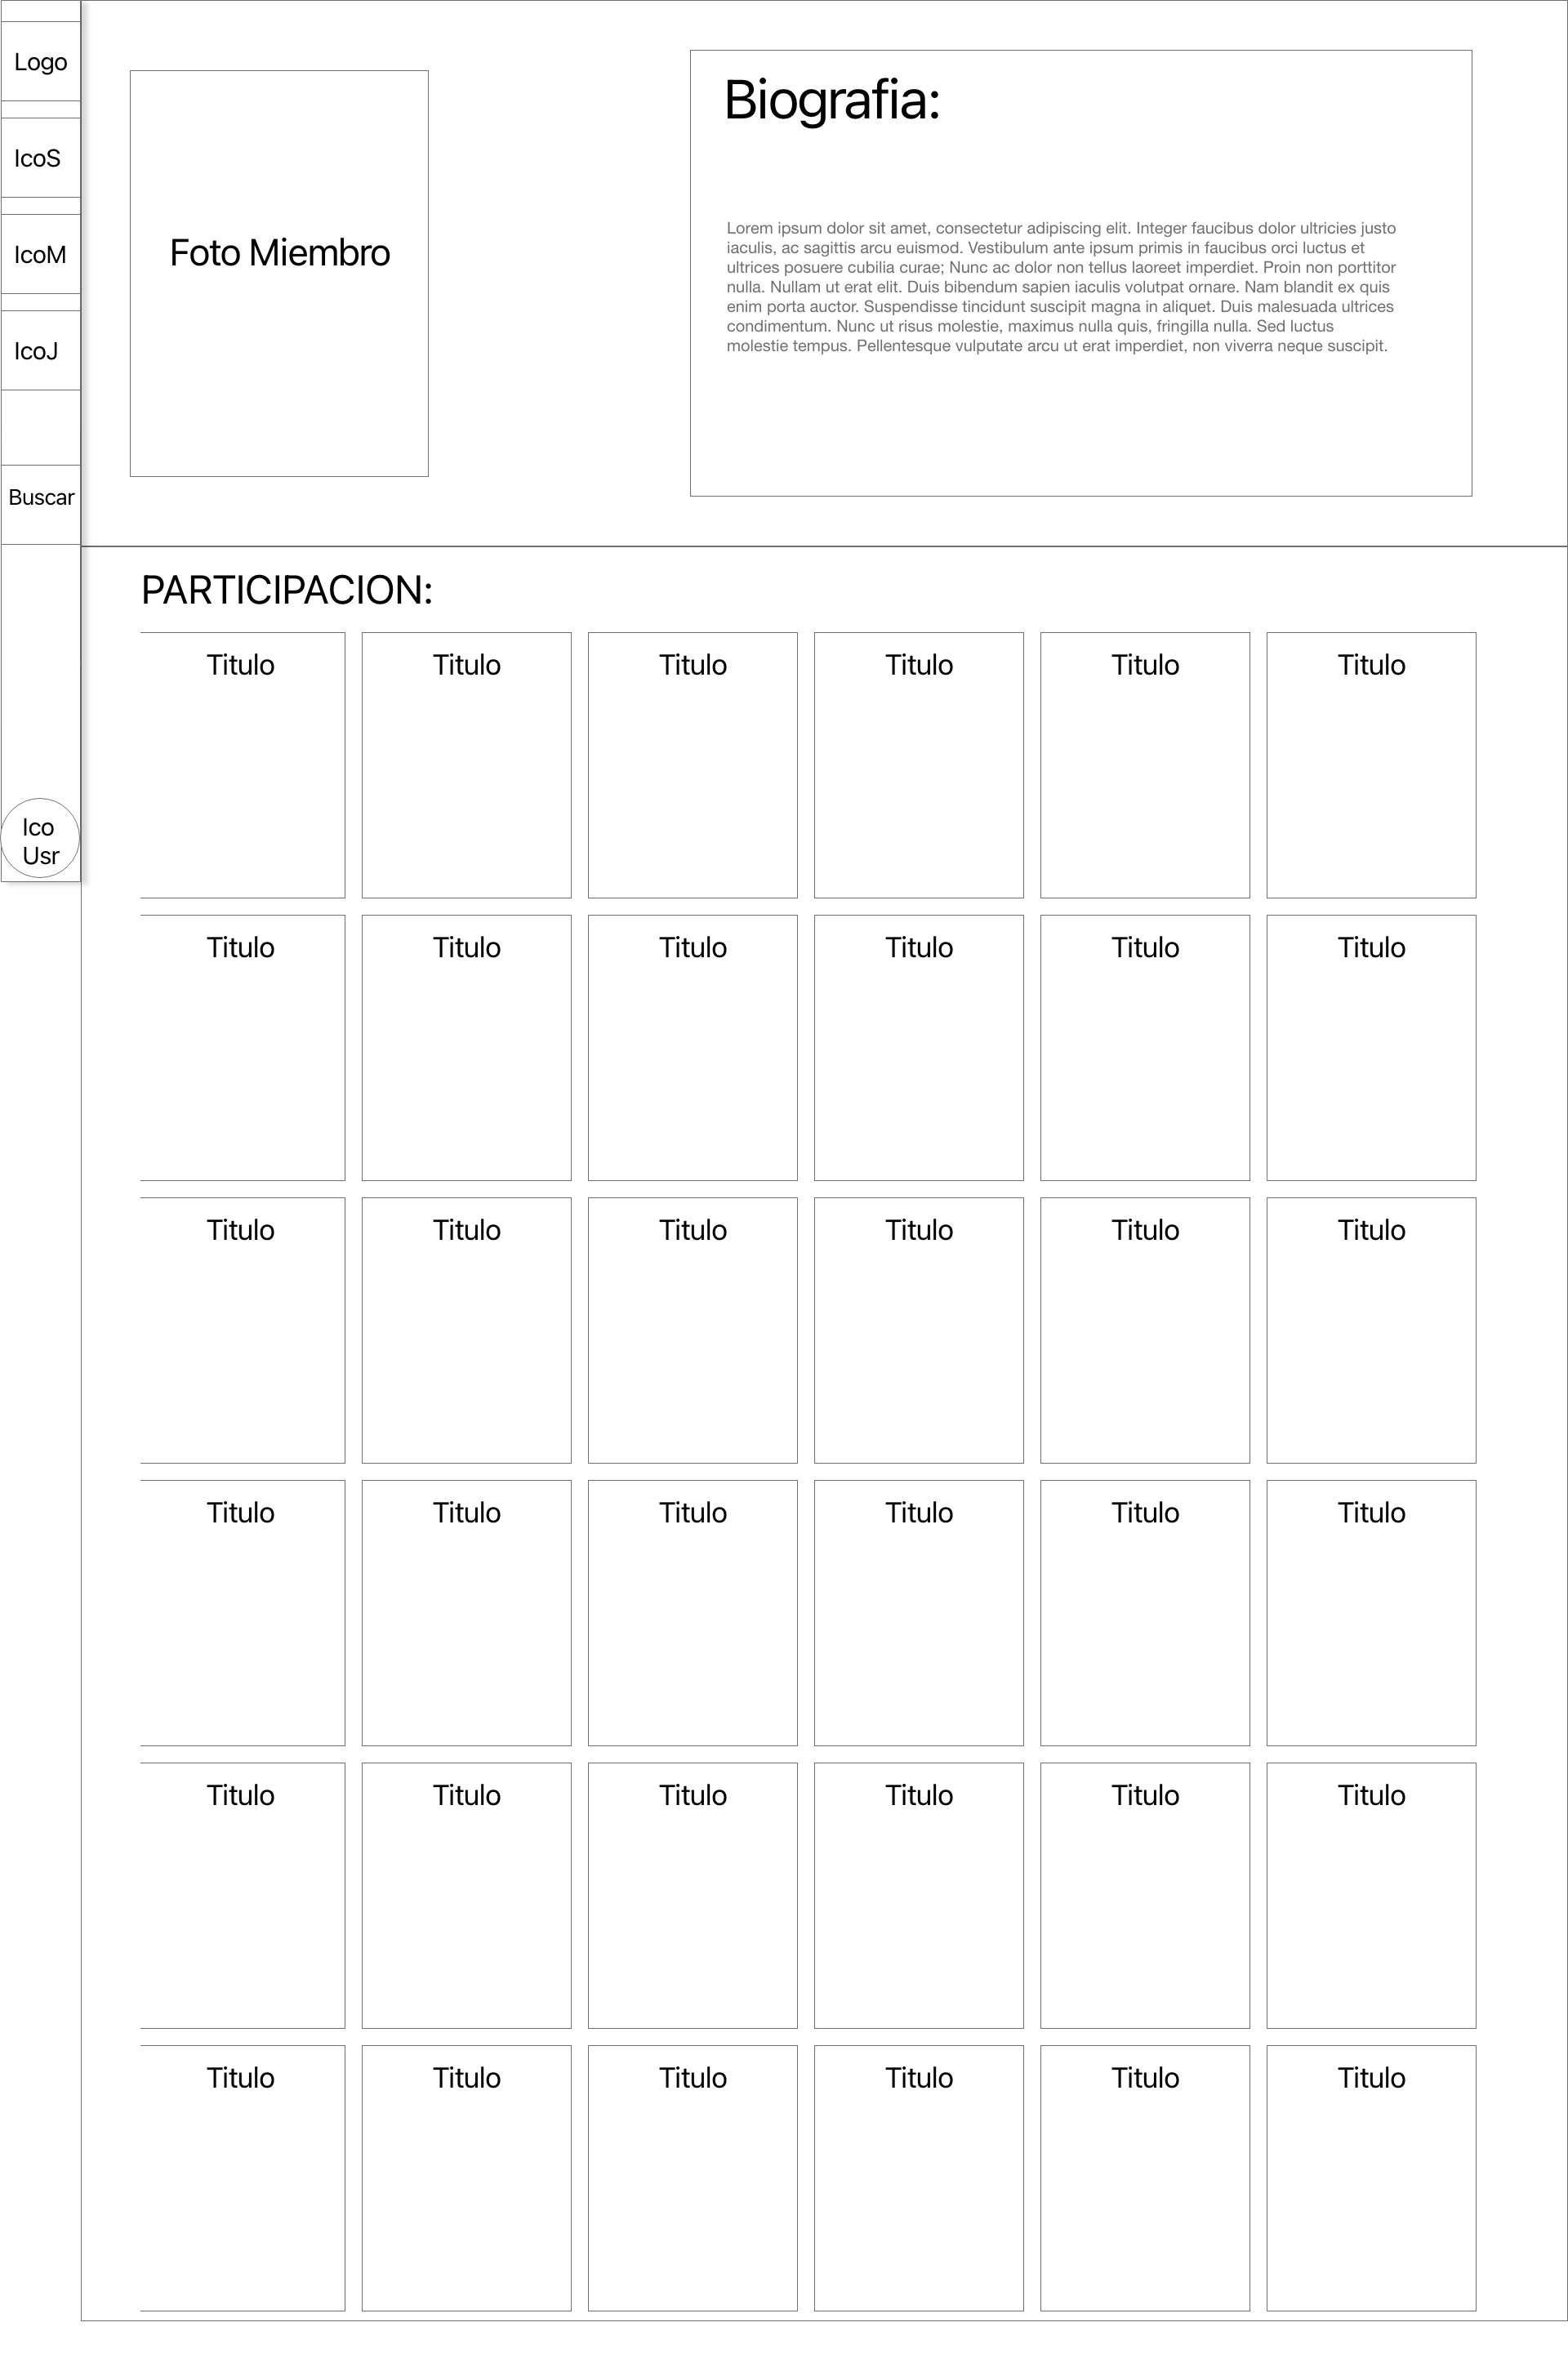 Logo
IcoS
IcoM
IcoJ
Buscar
Ico
Usr
Foto Miembro
Biografia:
Lorem ipsum dolor sit amet, consectetur adipiscing elit. Integer faucibus dolor ultricies justo
iaculis, ac sagittis arcu euismod. Vestibulum ante ipsum primis in faucibus orci luctus et
ultrices posuere cubilia curae; Nunc ac dolor non tellus laoreet imperdiet. Proin non porttitor
nulla. Nullam ut erat elit. Duis bibendum sapien iaculis volutpat ornare. Nam blandit ex quis
enim porta auctor. Suspendisse tincidunt suscipit magna in aliquet. Duis malesuada ultrices
condimentum. Nunc ut risus molestie, maximus nulla quis, fringilla nulla. Sed luctus
molestie tempus. Pellentesque vulputate arcu ut erat imperdiet, non viverra neque suscipit.
PARTICIPACION:
Titulo Titulo Titulo Titulo Titulo Titulo
Titulo Titulo Titulo Titulo Titulo Titulo
Titulo Titulo Titulo Titulo Titulo Titulo
Titulo Titulo Titulo Titulo Titulo Titulo
Titulo Titulo Titulo Titulo Titulo Titulo
Titulo Titulo Titulo Titulo Titulo Titulo